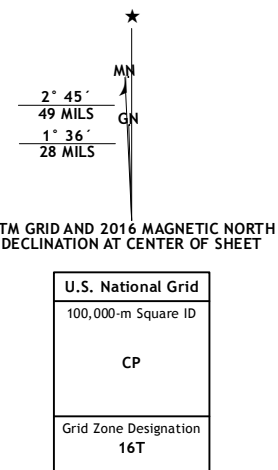 MN
2° 45´
49 MILS
GN
1° 36´
28 MILS
TM GRID AND 2016 MAGNETIC NORTH
DECLINATION AT CENTER OF SHEET
U.S. National Grid
100,000-m Square ID
CP
Grid Zone Designation
16T